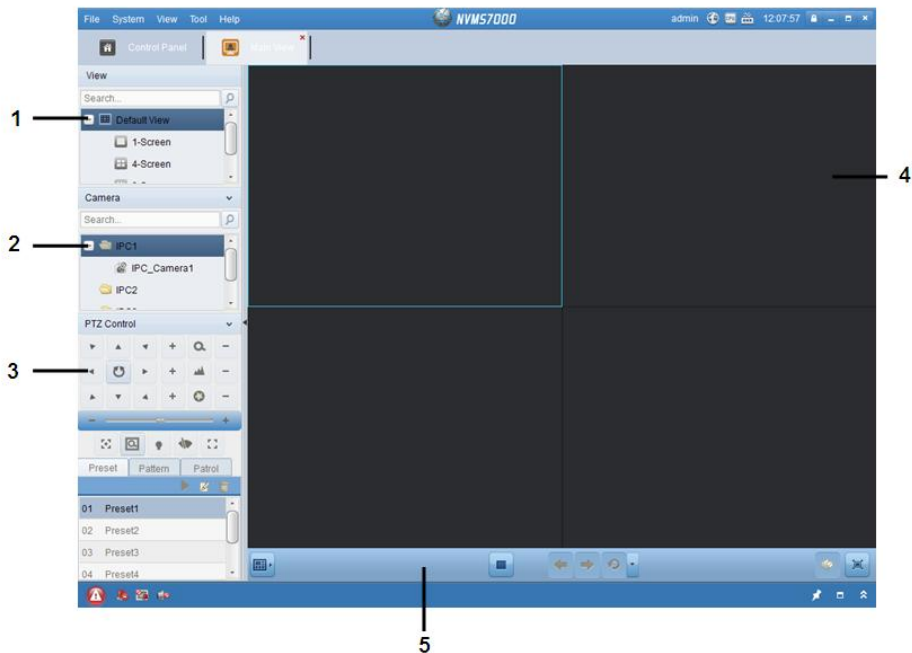 File System View Tool Help NVMS7000 admin 12:07:57
Control Panel Main View
View
Search...
1
Default View
1-Screen
4-Screen
4
Camera
Search...
2
IPC1
IPC_Camera1
IPC2
PTZ Control
3
Preset Pattern Patrol
01 Preset1
02 Preset2
03 Preset3
04 Preset4
5